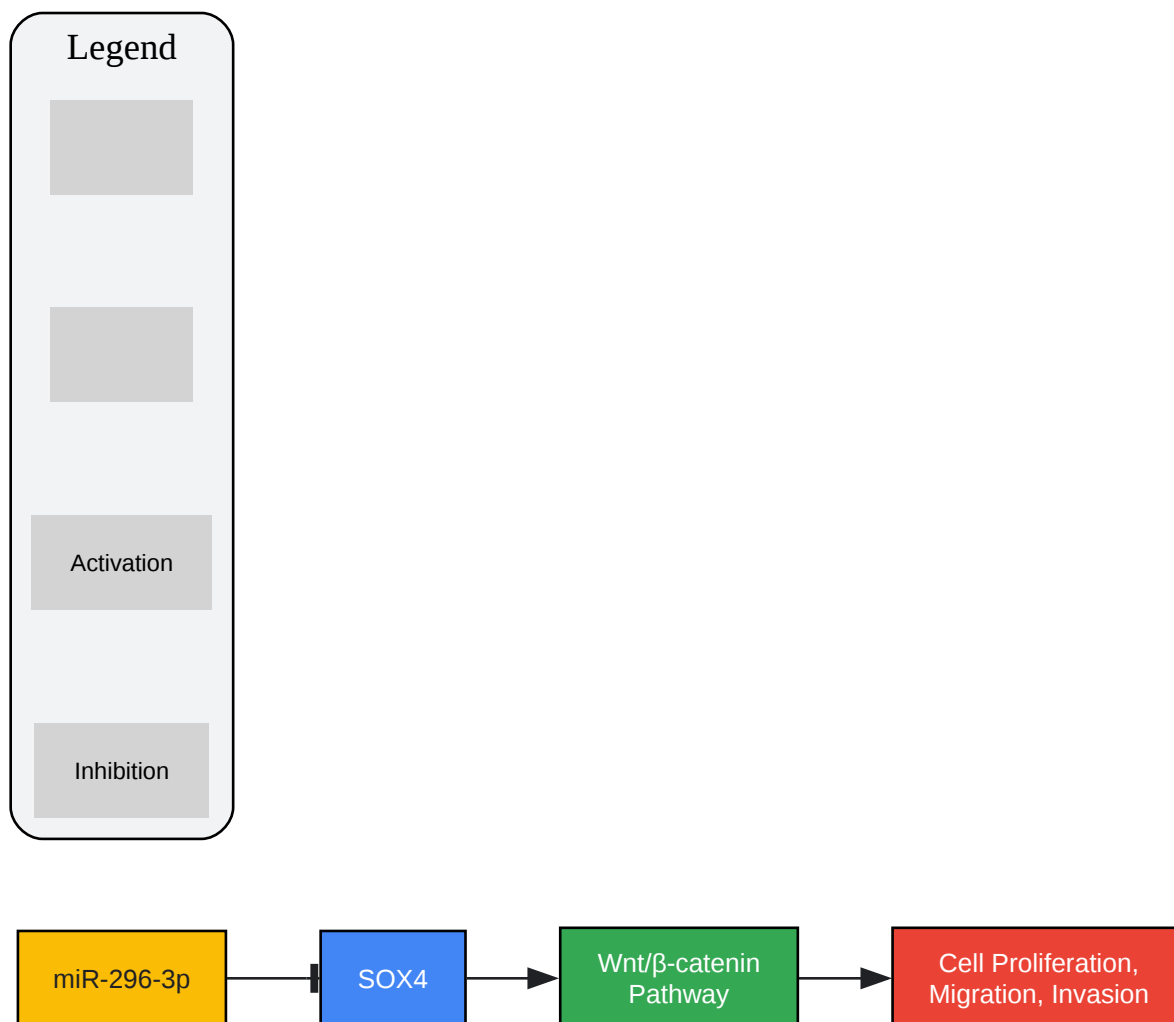 Legend
Activation
Inhibition
miR-296-3p
SOX4
Wnt/β-catenin
Pathway
Cell Proliferation,
Migration, Invasion